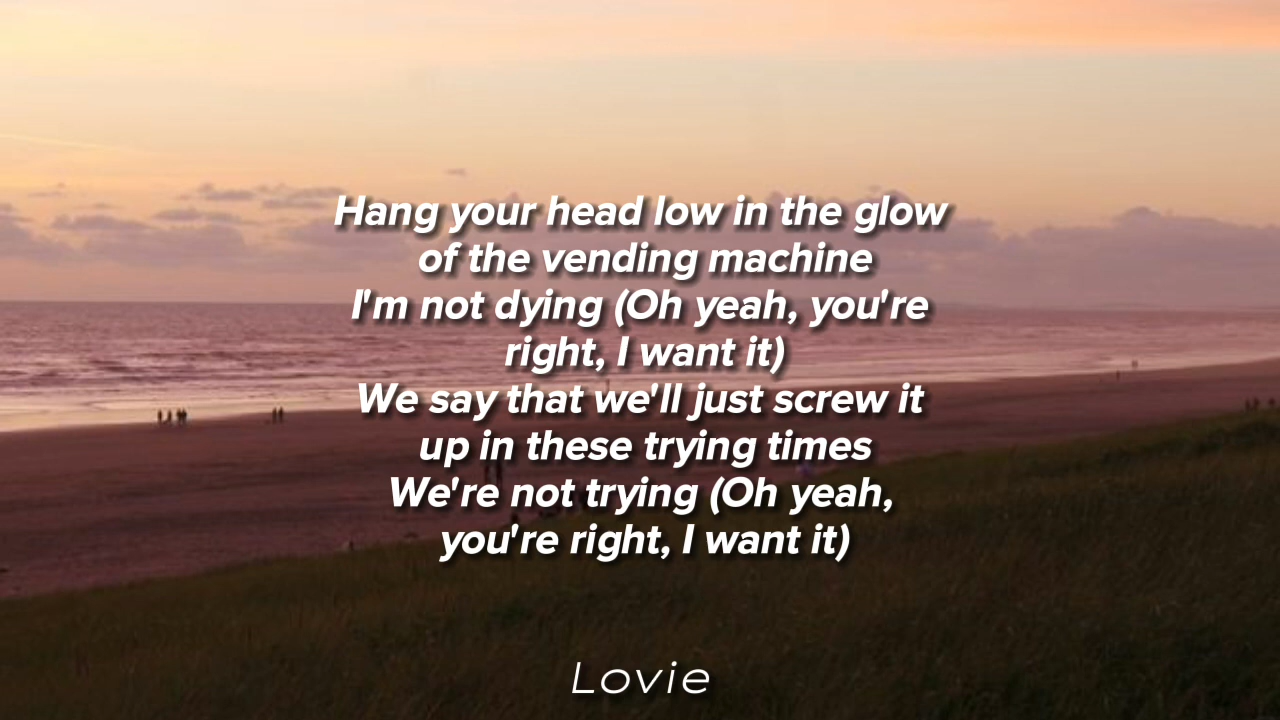 Hang your head low in the glow
of the vending machine
I'm not dying (Oh yeah, you're
right, I want it)
We say that we'll just screw it
up in these trying times
We're not trying (Oh yeah,
you're right, I want it)
Lovie